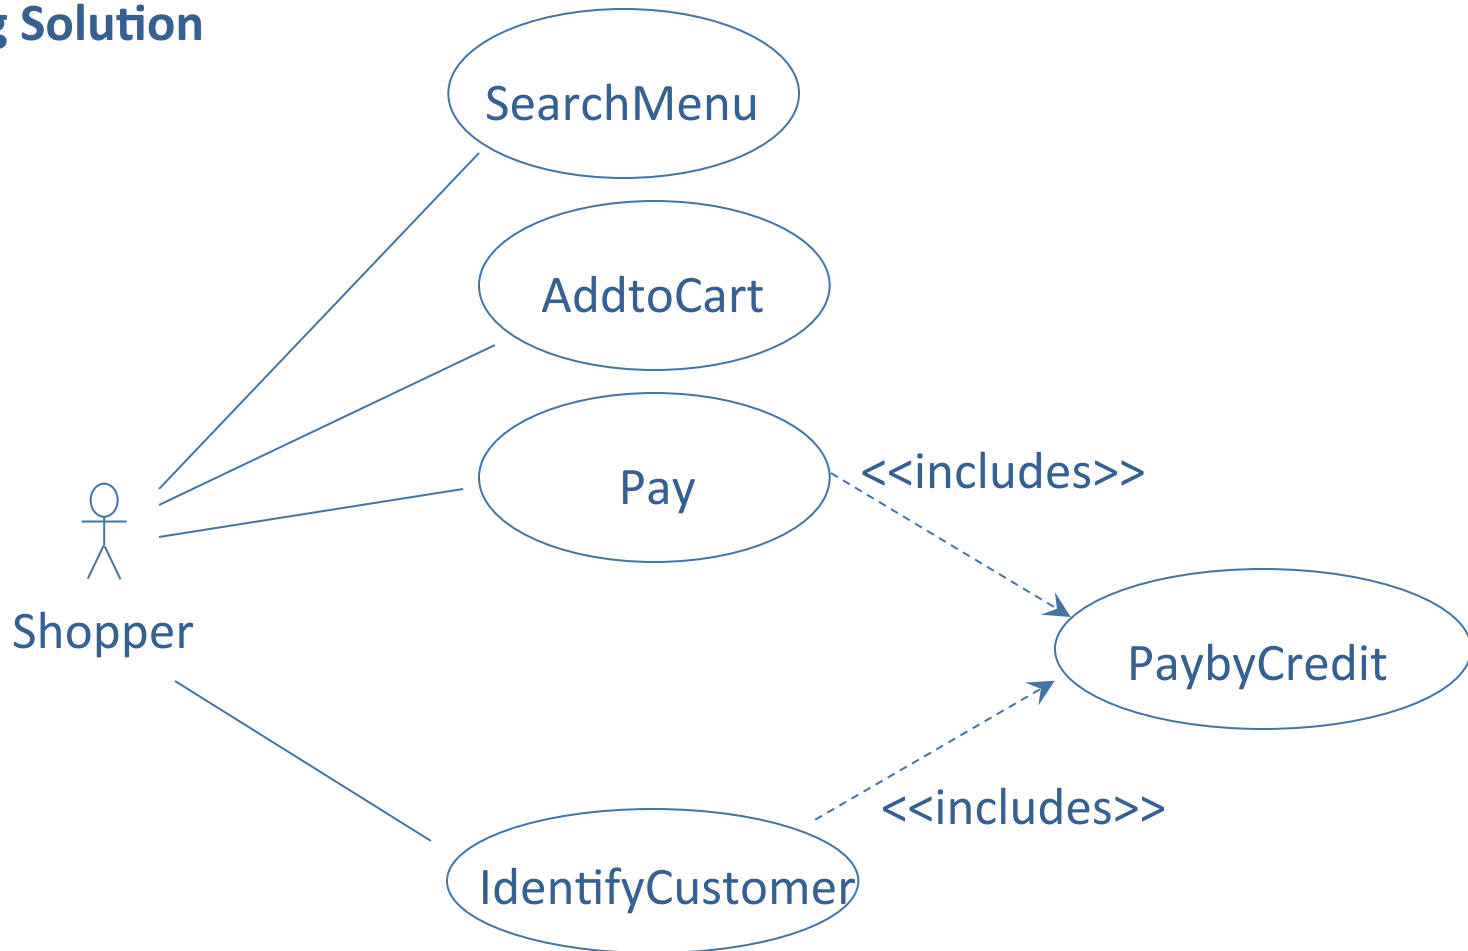 g Solution
SearchMenu
AddtoCart
Pay
<<includes>>
Shopper
PaybyCredit
<<includes>>
IdentifyCustomer